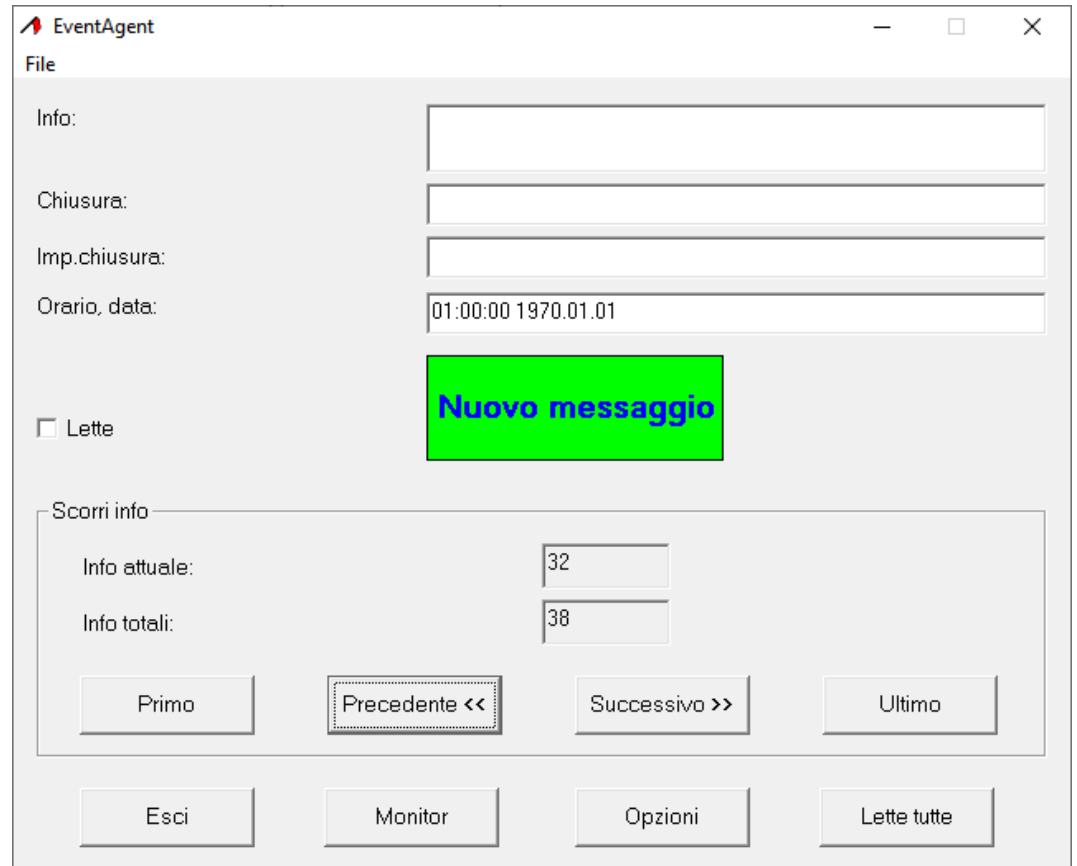 EventAgent
File
Info:
Chiusura:
Imp.chiusura:
Orario, data:
01:00:00 1970.01.01
Nuovo messaggio
Lette
Scorri info
Info attuale:
32
Info totali:
38
Primo
Precedente <<
Successivo >>
Ultimo
Esci
Monitor
Opzioni
Lette tutte